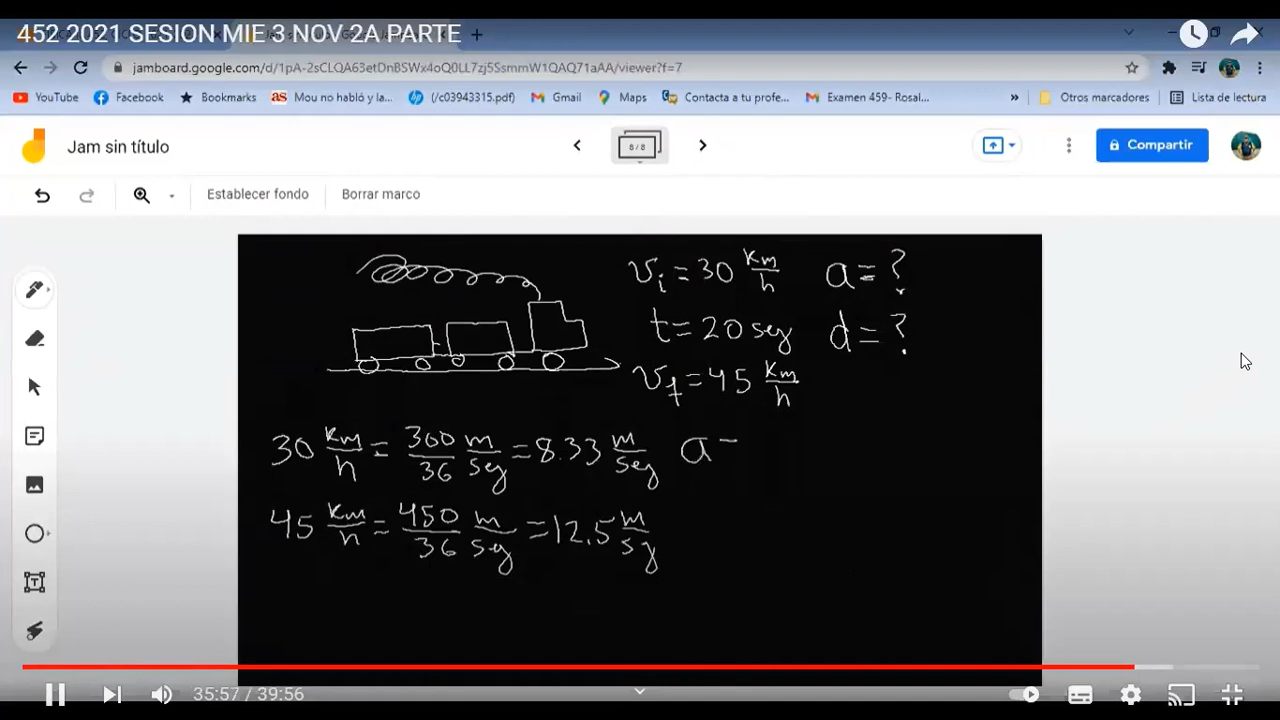 452 2021 SESION MIE 3 NOV 2A PARTE
jamboard.google.com/d/1pA-2sCLQA63etDnBSWx4oQ0LL7zj5SsmmW1QAQ71aAA/viewer?f=7
YouTube Facebook Bookmarks as Mou no habló y la... (/c03943315.pdf) Gmail Maps Contacta a tu profe... Examen 459- Rosal... » Otros marcadores Lista de lectura
Jam sin título 8/8 Compartir
Establecer fondo Borrar marco
vi = 30 km/h a = ?
t = 20 seg d = ?
vf = 45 km/h
30 km/h = 300/36 m/seg = 8.33 m/seg a =
45 km/h = 450/36 m/seg = 12.5 m/sg
35:57 / 39:56